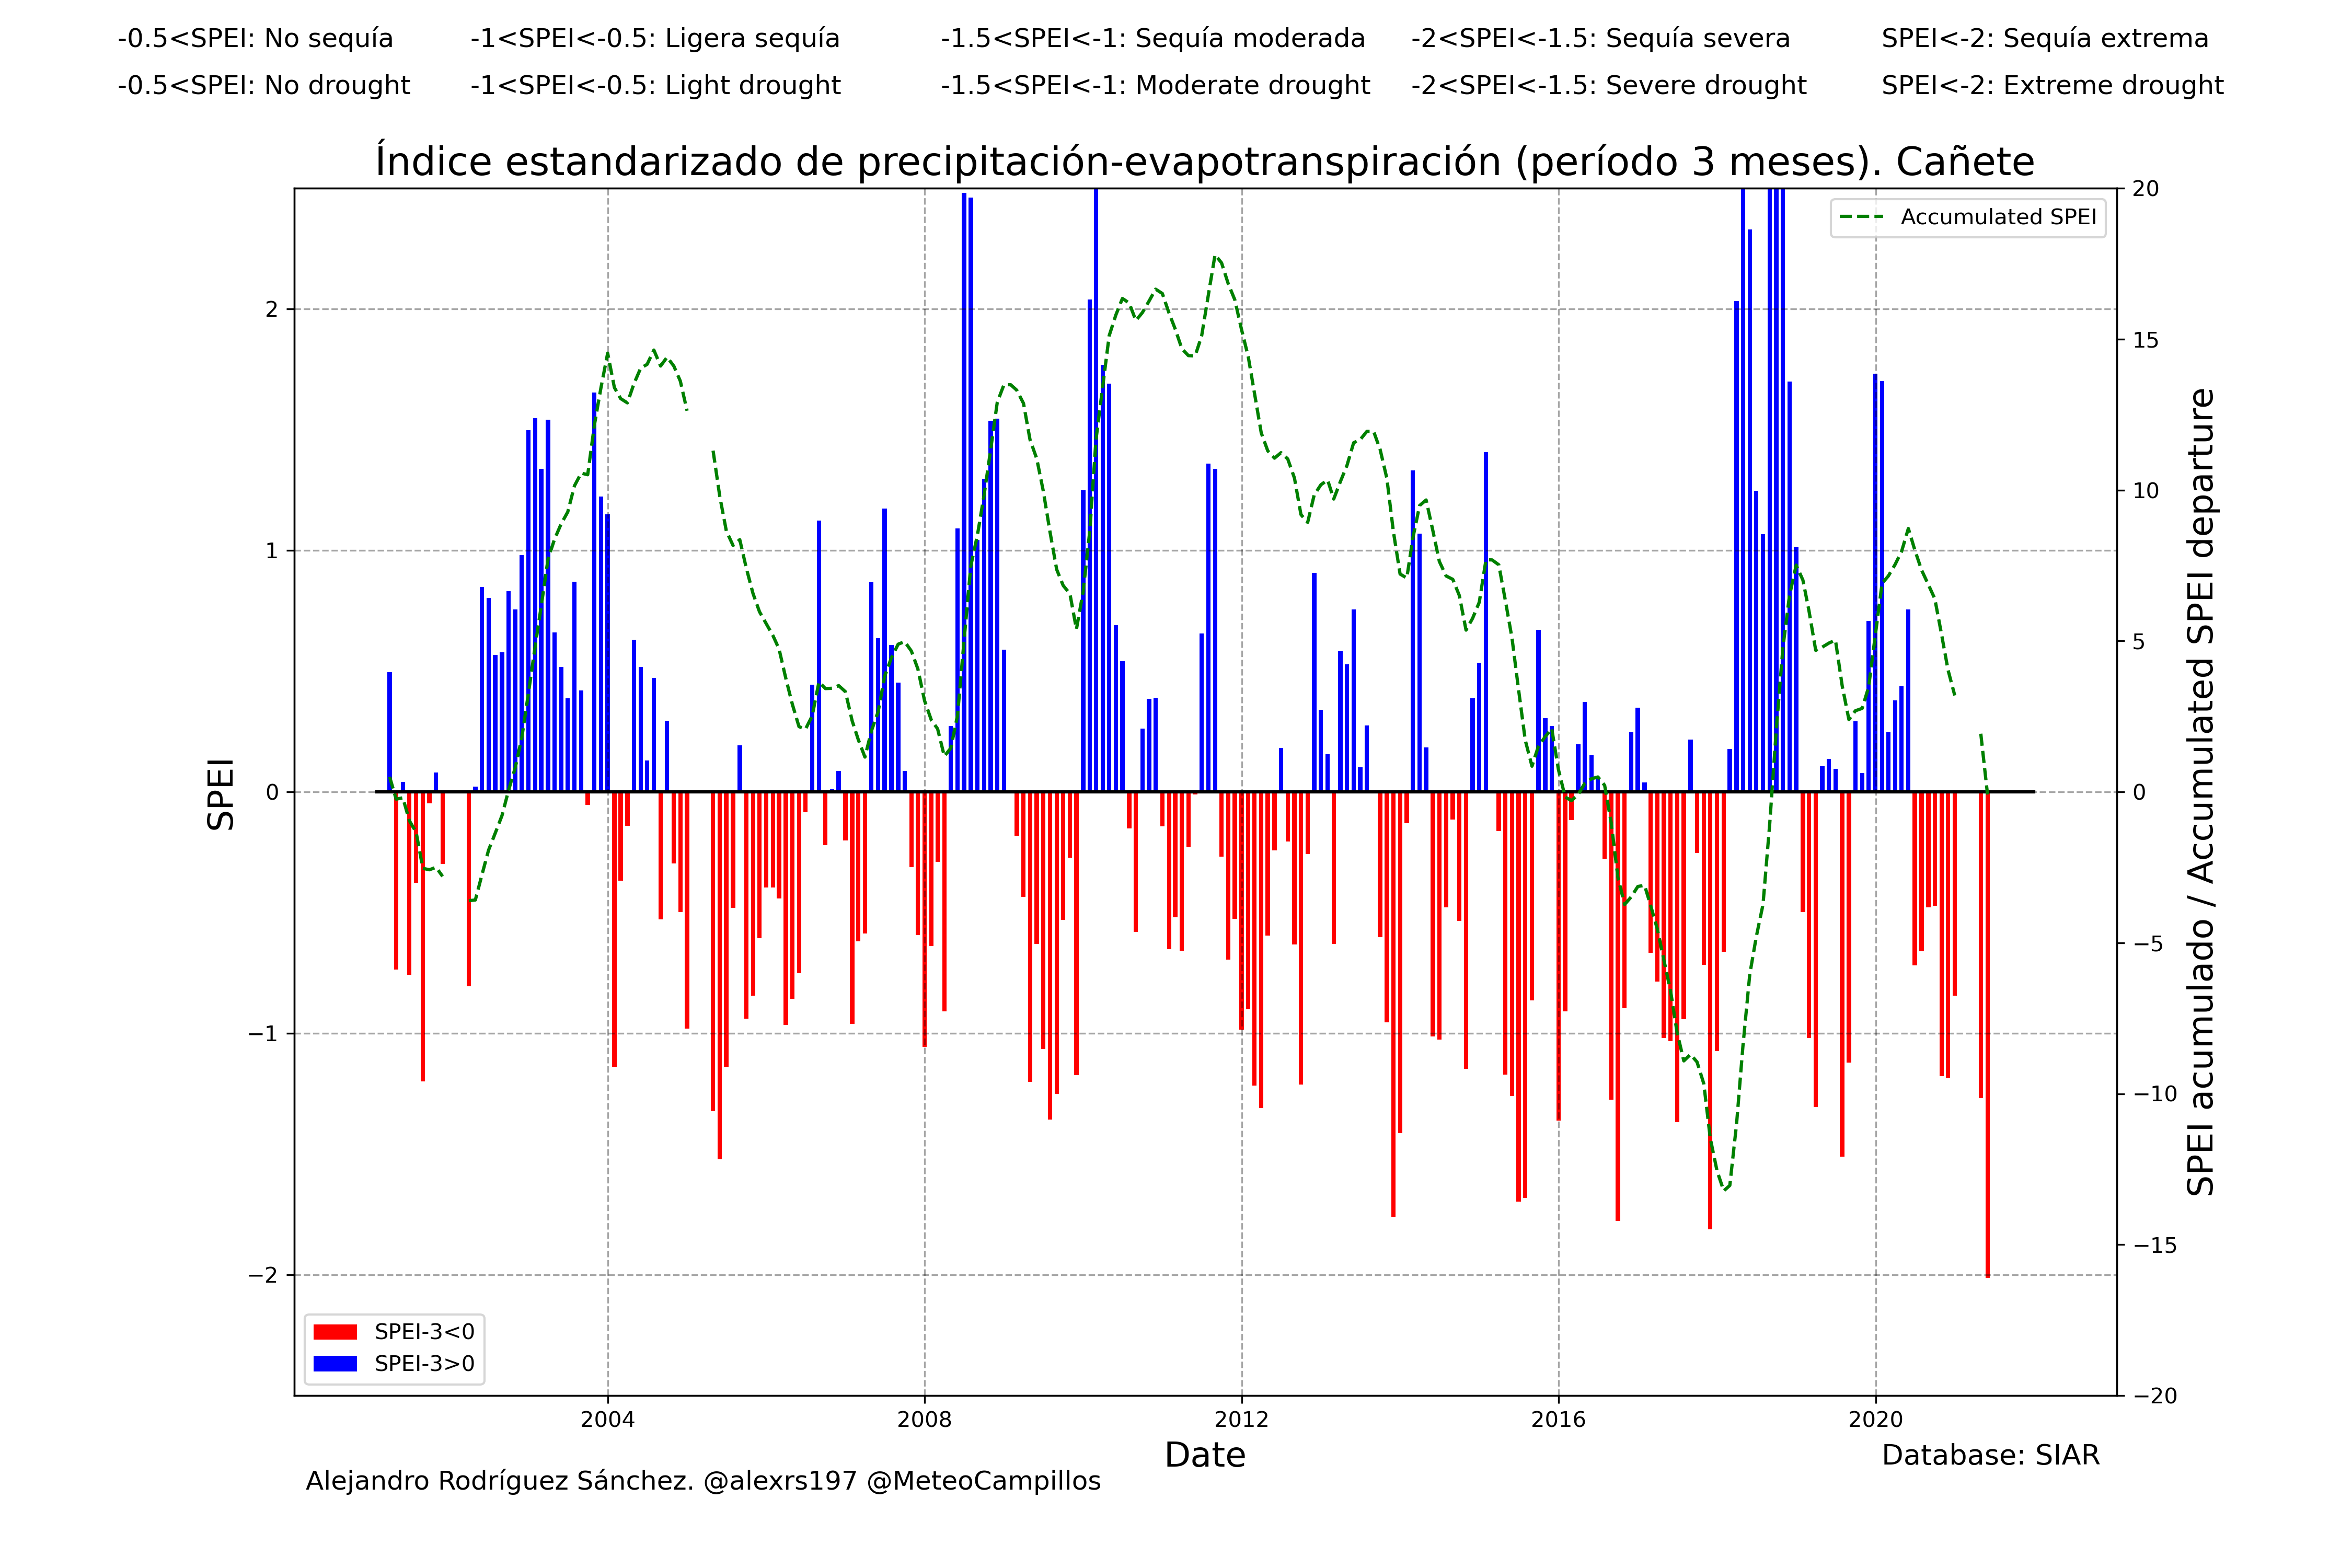 -0.5<SPEI: No sequía -1<SPEI<-0.5: Ligera sequía -1.5<SPEI<-1: Sequía moderada -2<SPEI<-1.5: Sequía severa SPEI<-2: Sequía extrema
-0.5<SPEI: No drought -1<SPEI<-0.5: Light drought -1.5<SPEI<-1: Moderate drought -2<SPEI<-1.5: Severe drought SPEI<-2: Extreme drought
Índice estandarizado de precipitación-evapotranspiración (período 3 meses). Cañete
Accumulated SPEI
SPEI
2
1
0
−1
−2
20
15
10
5
0
−5
−10
−15
−20
SPEI acumulado / Accumulated SPEI departure
SPEI-3<0
SPEI-3>0
2004 2008 2012 2016 2020
Date
Database: SIAR
Alejandro Rodríguez Sánchez. @alexrs197 @MeteoCampillos